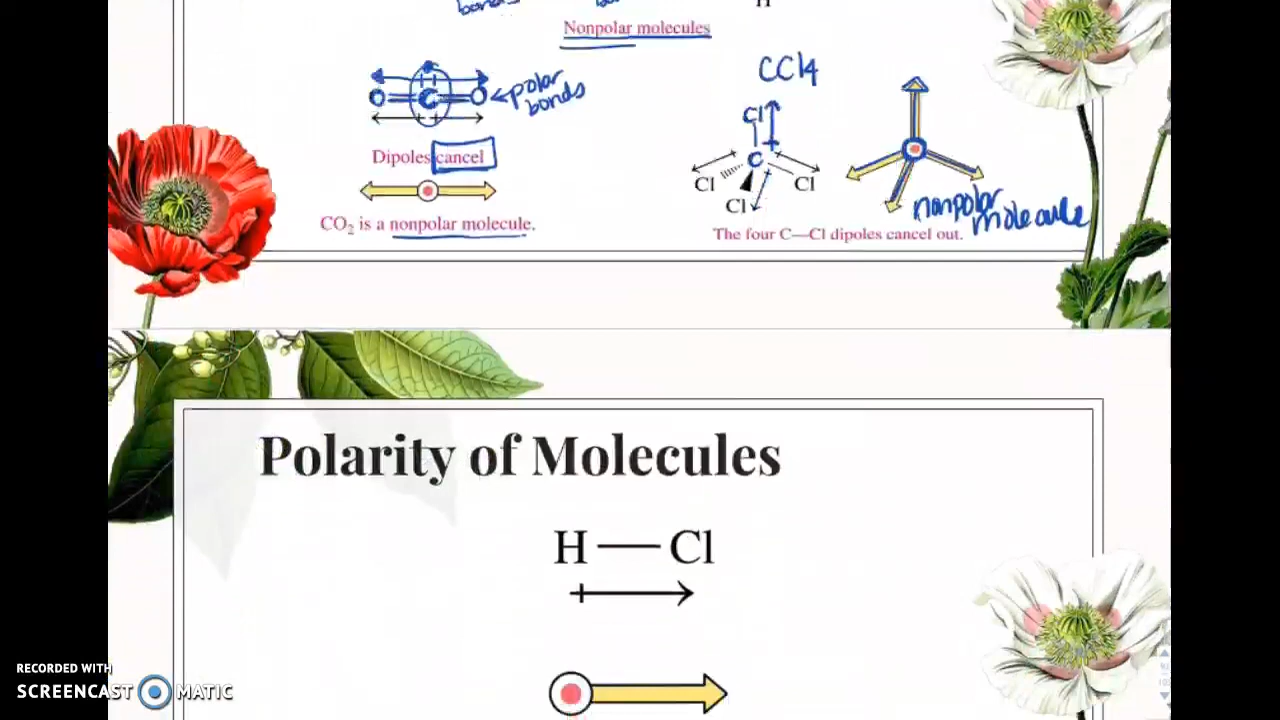 bonds
H
Nonpolar molecules
CCl4
O=C=O
polar
bonds
Cl
C
Dipoles cancel
Cl
Cl
Cl
nonpolar
molecule
CO₂ is a nonpolar molecule.
The four C—Cl dipoles cancel out.
Polarity of Molecules
H — Cl
RECORDED WITH
SCREENCAST MATIC